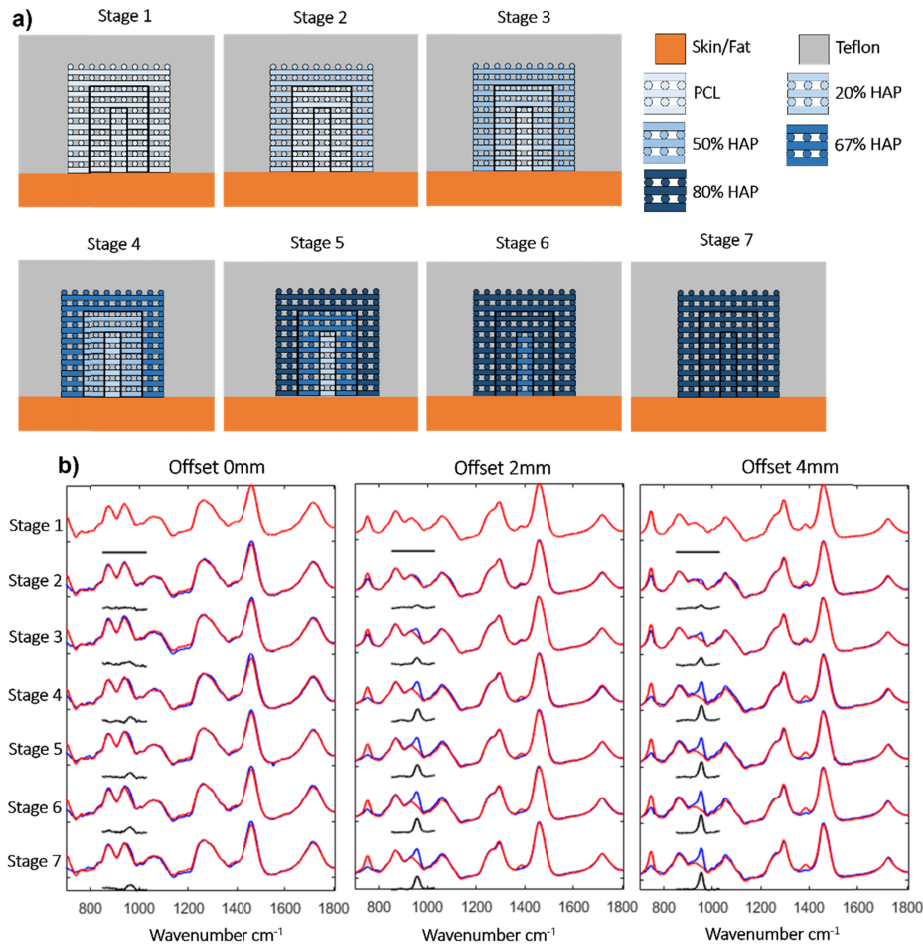 a)
Stage 1
Stage 2
Stage 3
Skin/Fat
Teflon
PCL
20% HAP
50% HAP
67% HAP
80% HAP
Stage 4
Stage 5
Stage 6
Stage 7
b)
Offset 0mm
Offset 2mm
Offset 4mm
Stage 1
Stage 2
Stage 3
Stage 4
Stage 5
Stage 6
Stage 7
800 1000 1200 1400 1600 1800
800 1000 1200 1400 1600 1800
800 1000 1200 1400 1600 1800
Wavenumber cm⁻¹
Wavenumber cm⁻¹
Wavenumber cm⁻¹